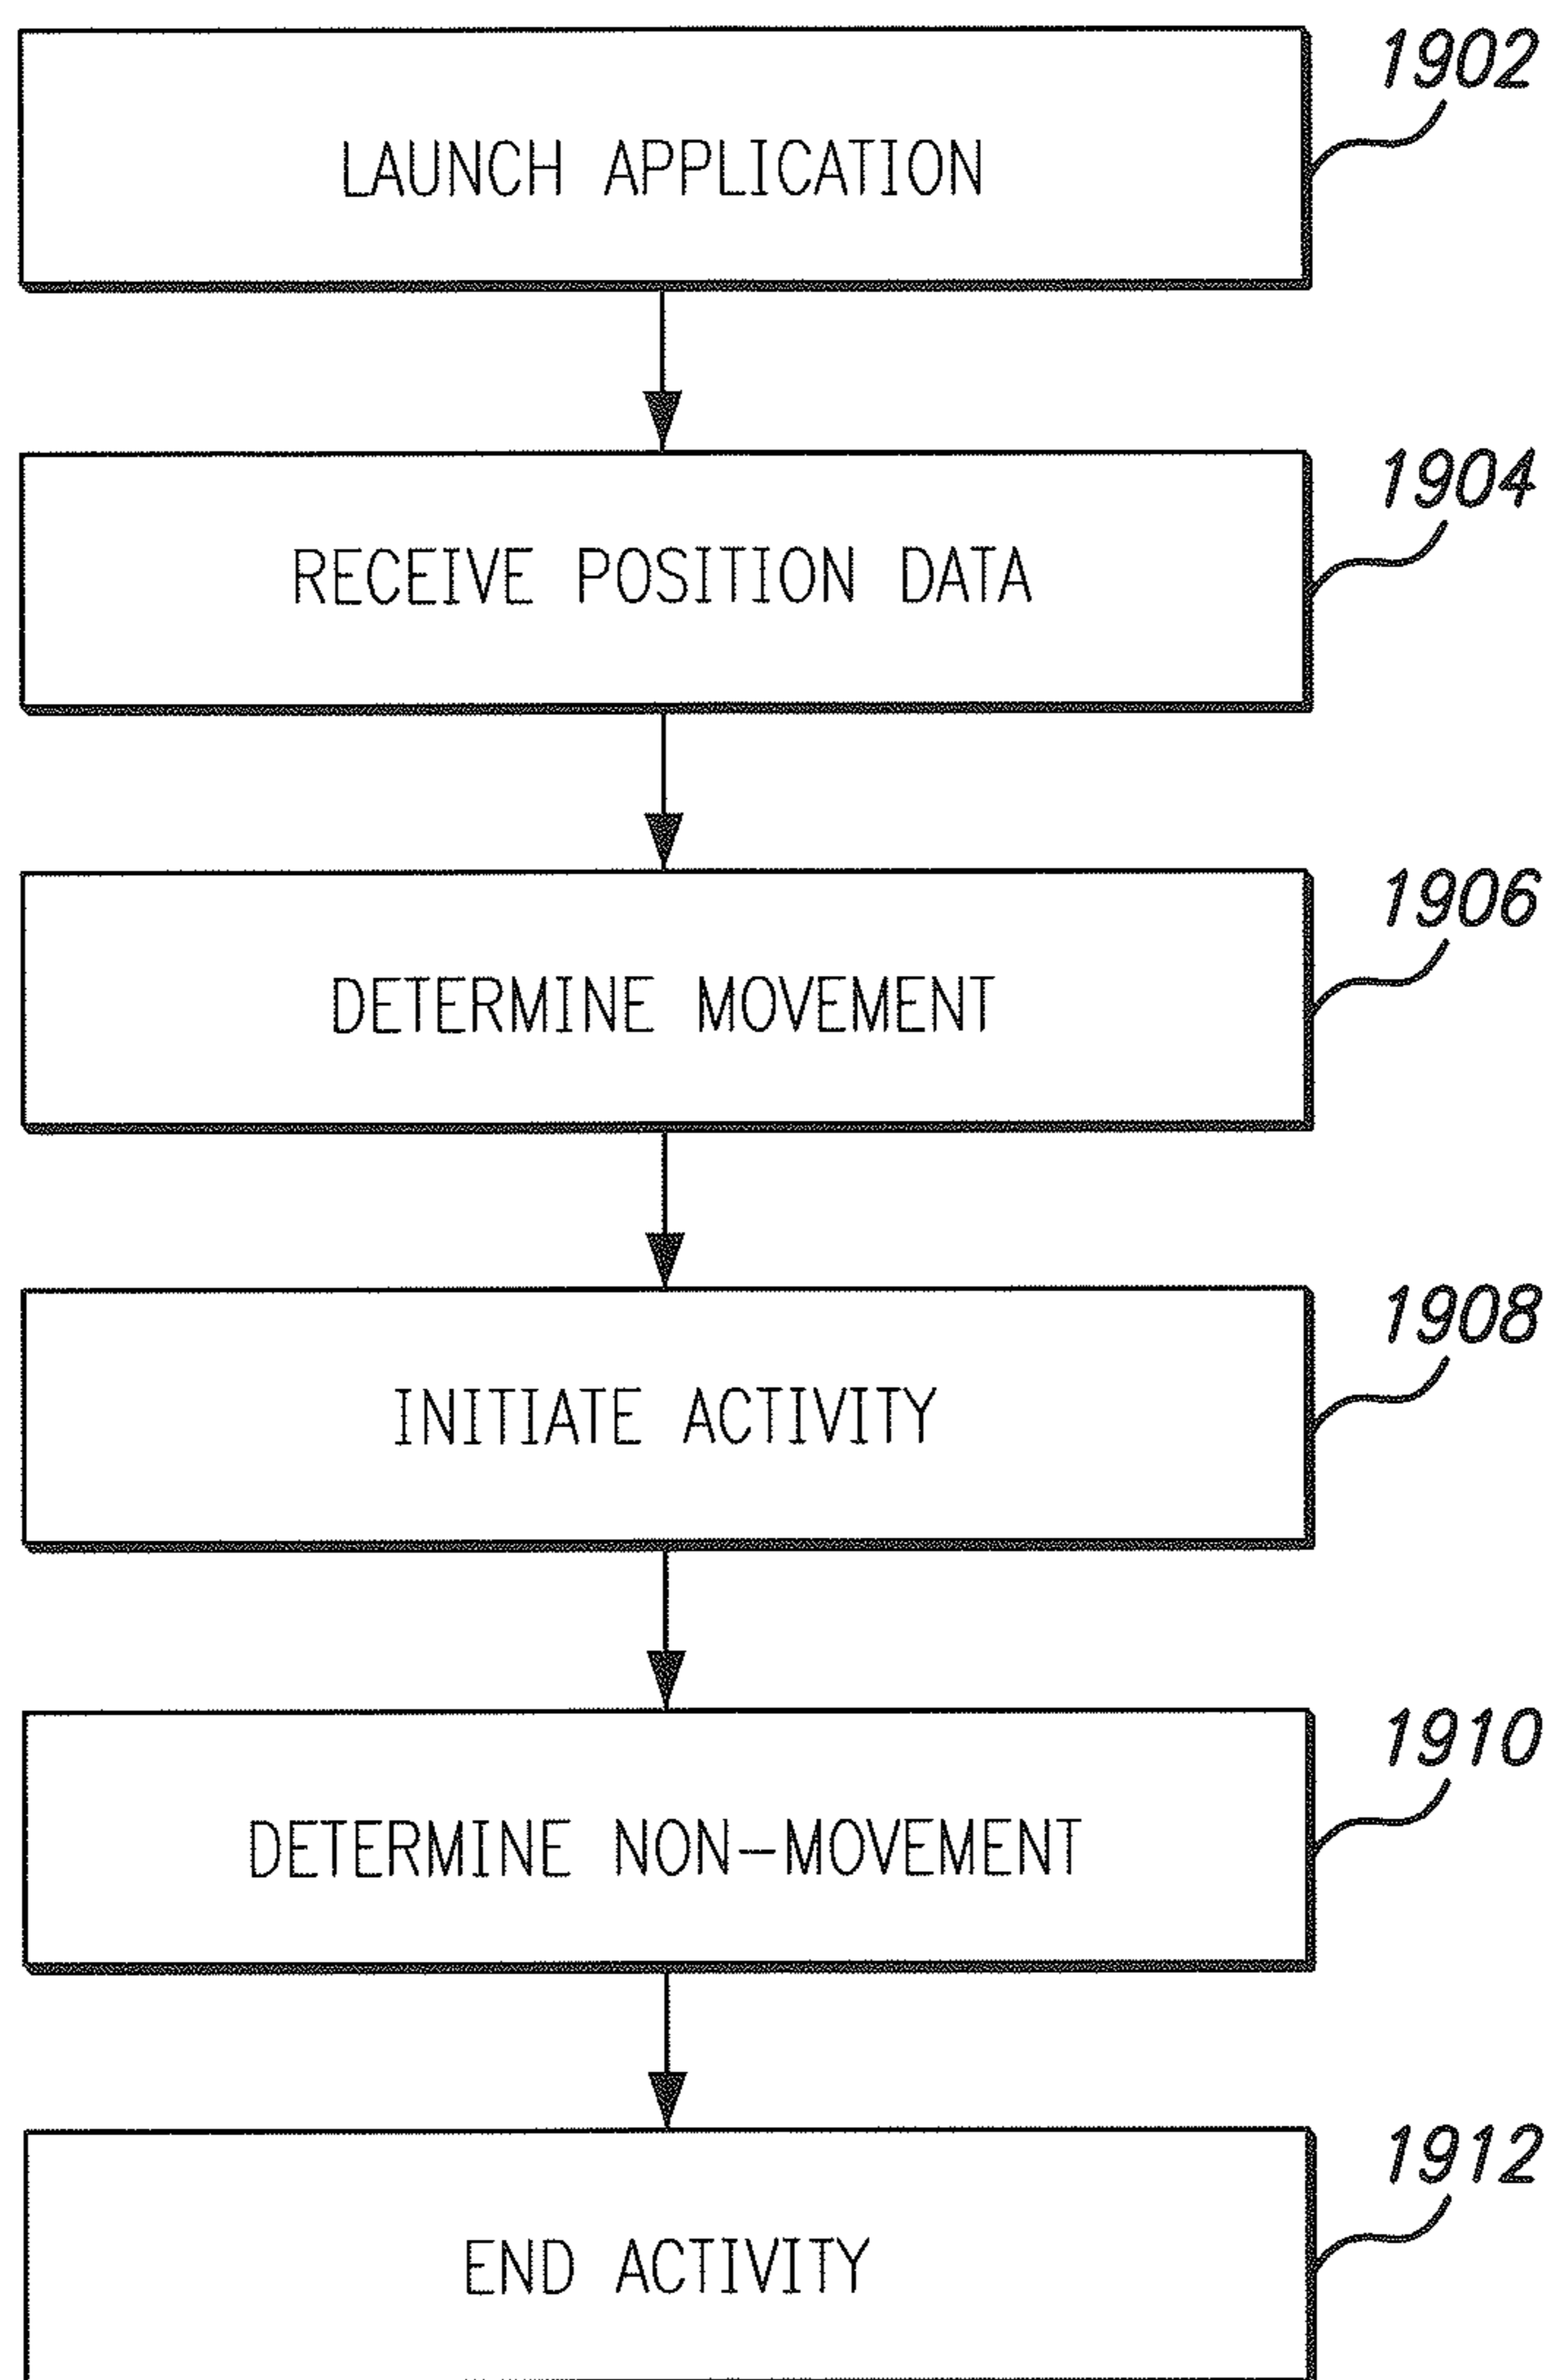 1902
LAUNCH APPLICATION
1904
RECEIVE POSITION DATA
1906
DETERMINE MOVEMENT
1908
INITIATE ACTIVITY
1910
DETERMINE NON-MOVEMENT
1912
END ACTIVITY